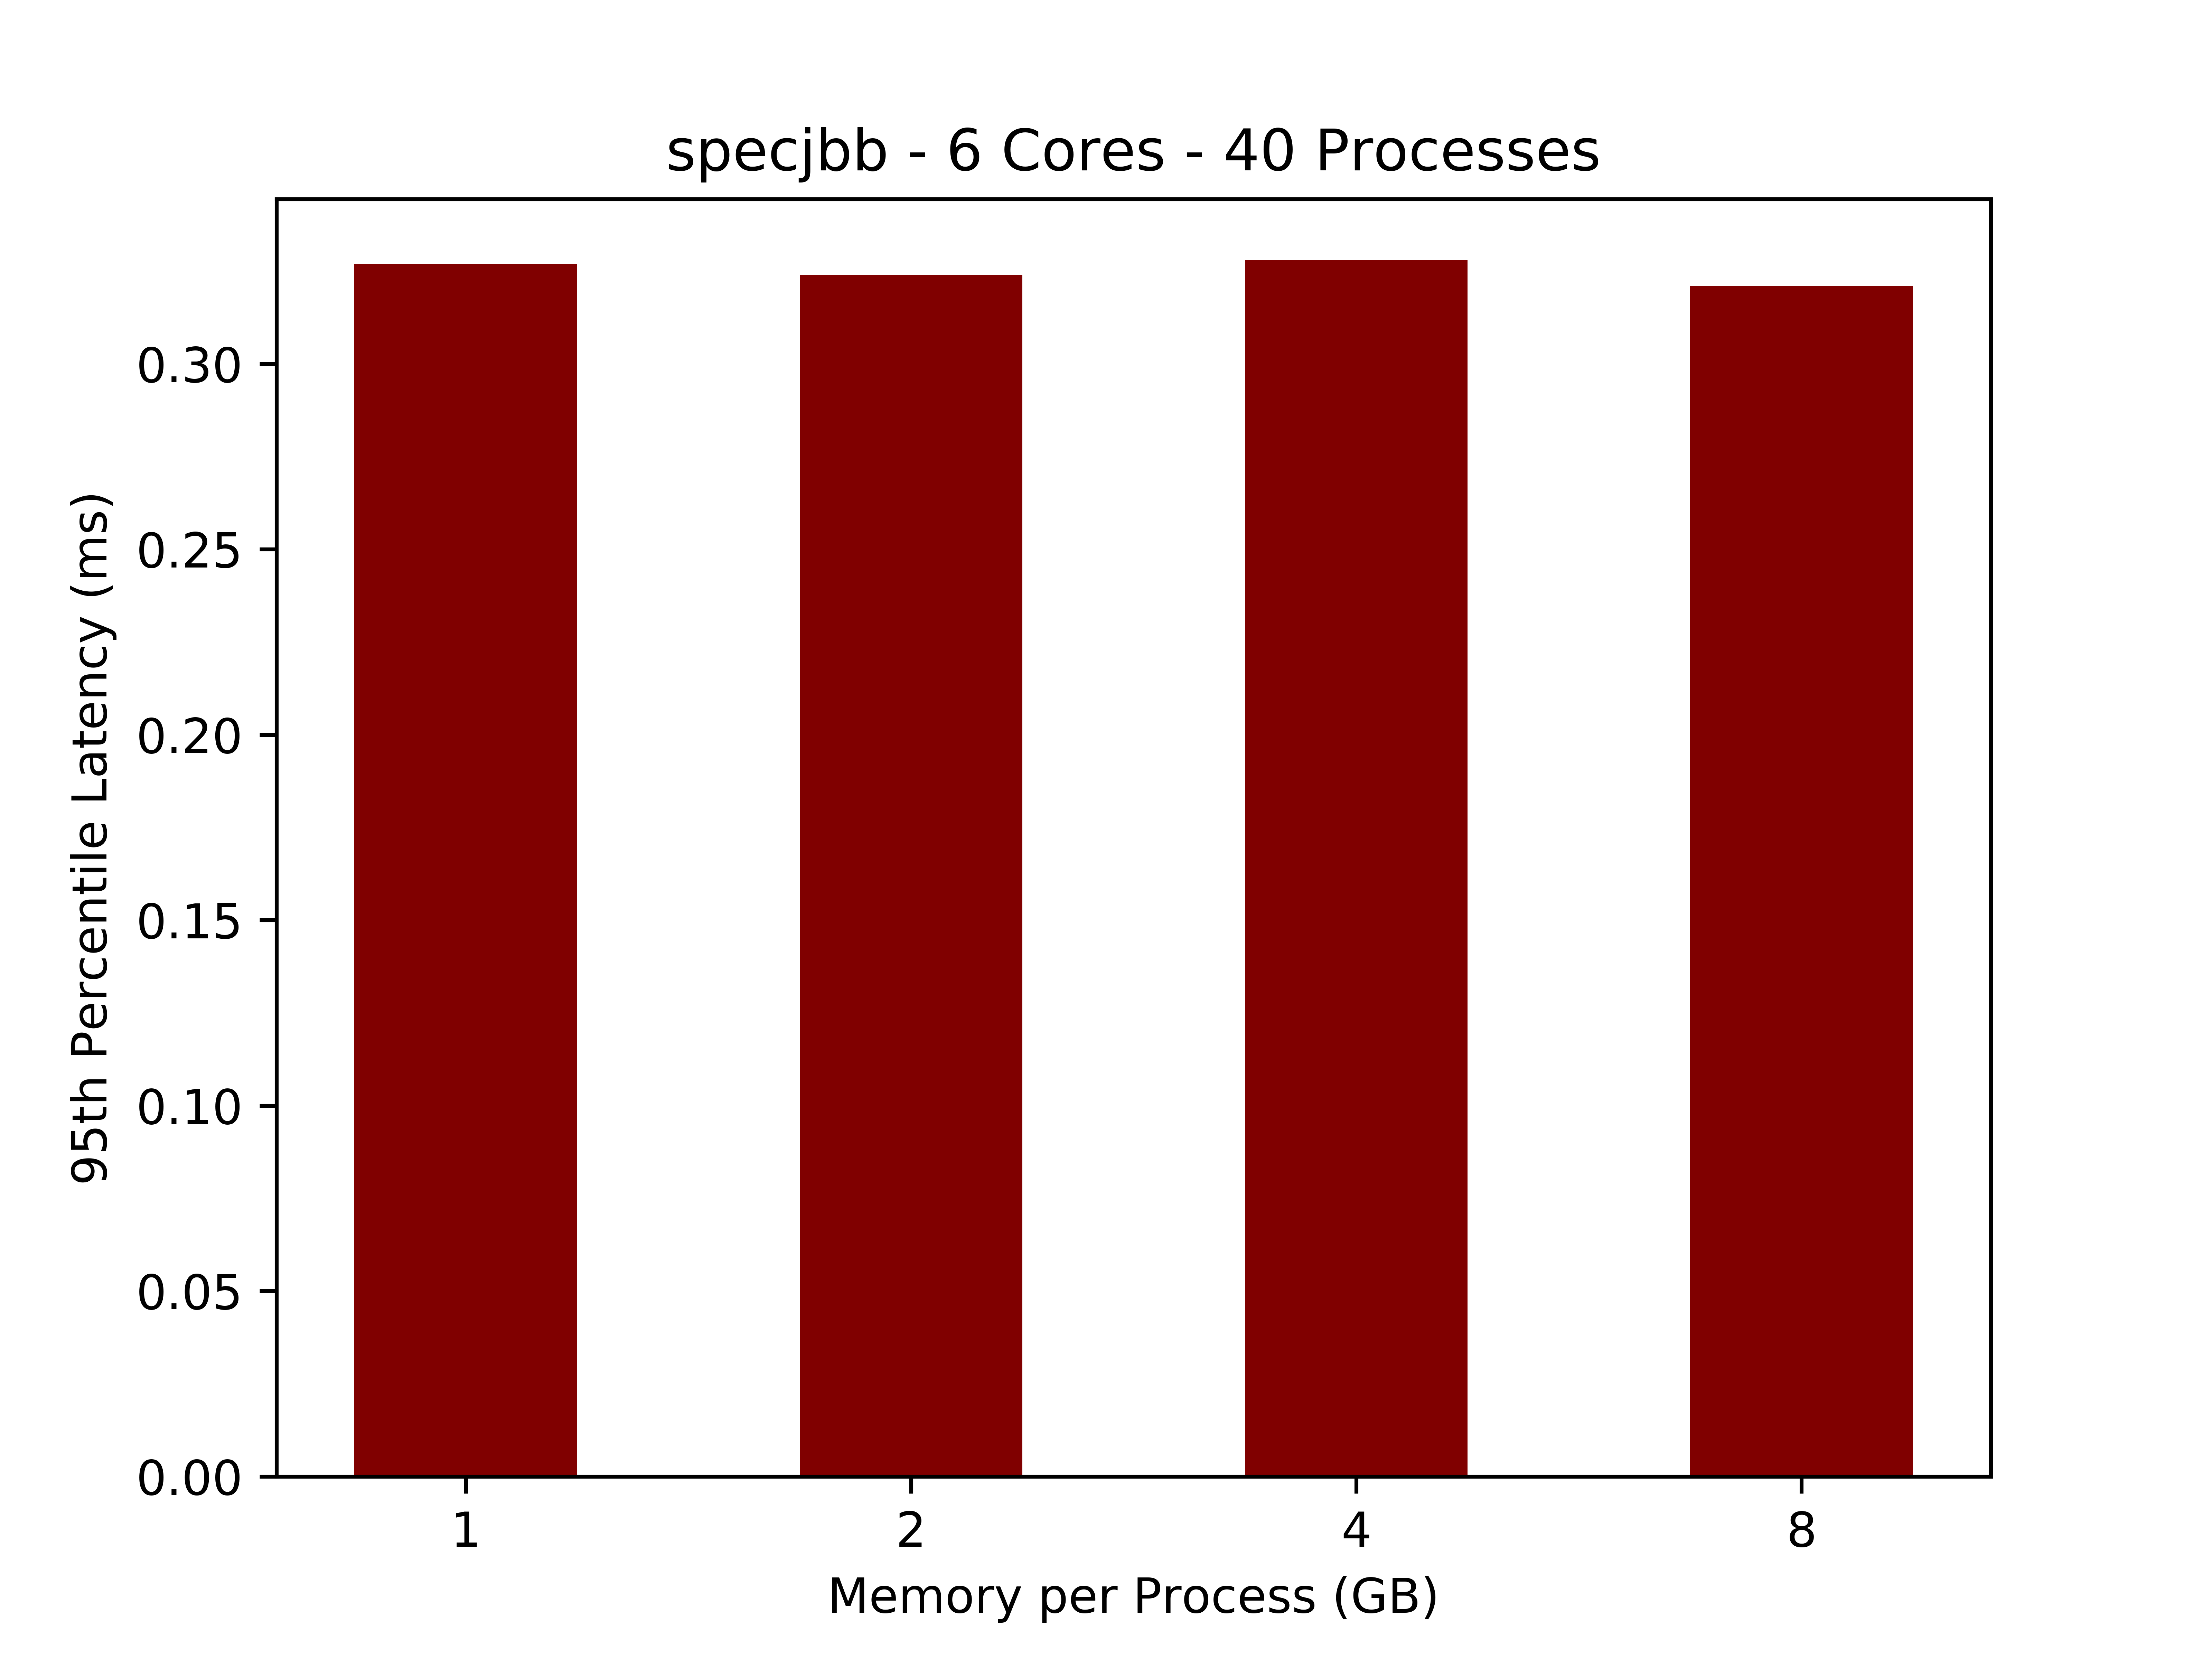 specjbb - 6 Cores - 40 Processes
95th Percentile Latency (ms)
0.30
0.25
0.20
0.15
0.10
0.05
0.00
1 2 4 8
Memory per Process (GB)